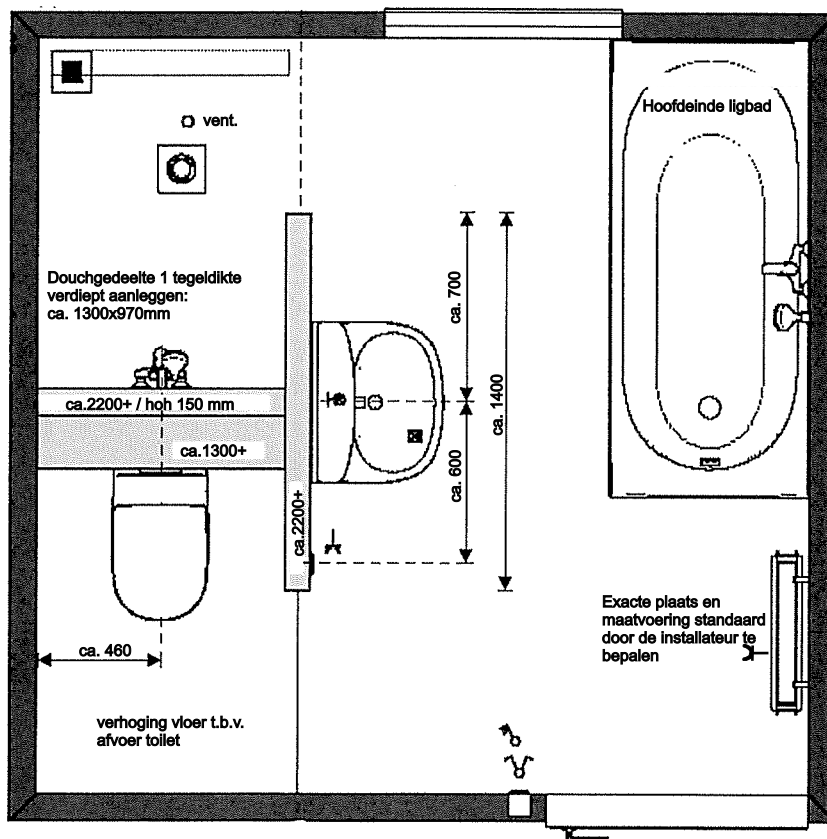 Hoofdeinde ligbad
vent.
Douchgedeelte 1 tegeldikte
verdiept aanleggen:
ca. 1300x970mm
ca. 700
ca. 1400
ca.2200+ / hoh 150 mm
ca.1300+
ca. 600
ca.2200+
Exacte plaats en
maatvoering standaard
door de installateur te
bepalen
ca. 460
verhoging vloer t.b.v.
afvoer toilet